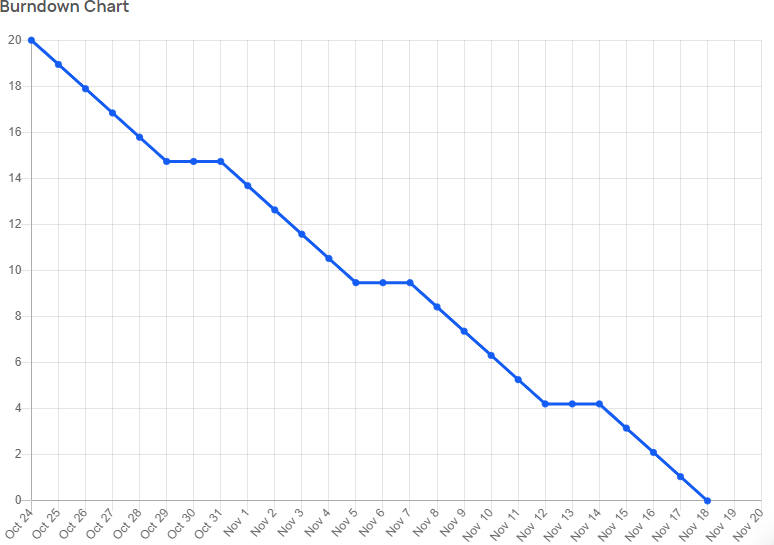 Burndown Chart
20
18
16
14
12
10
8
6
4
2
0
Oct 24
Oct 25
Oct 26
Oct 27
Oct 28
Oct 29
Oct 30
Oct 31
Nov 1
Nov 2
Nov 3
Nov 4
Nov 5
Nov 6
Nov 7
Nov 8
Nov 9
Nov 10
Nov 11
Nov 12
Nov 13
Nov 14
Nov 15
Nov 16
Nov 17
Nov 18
Nov 19
Nov 20